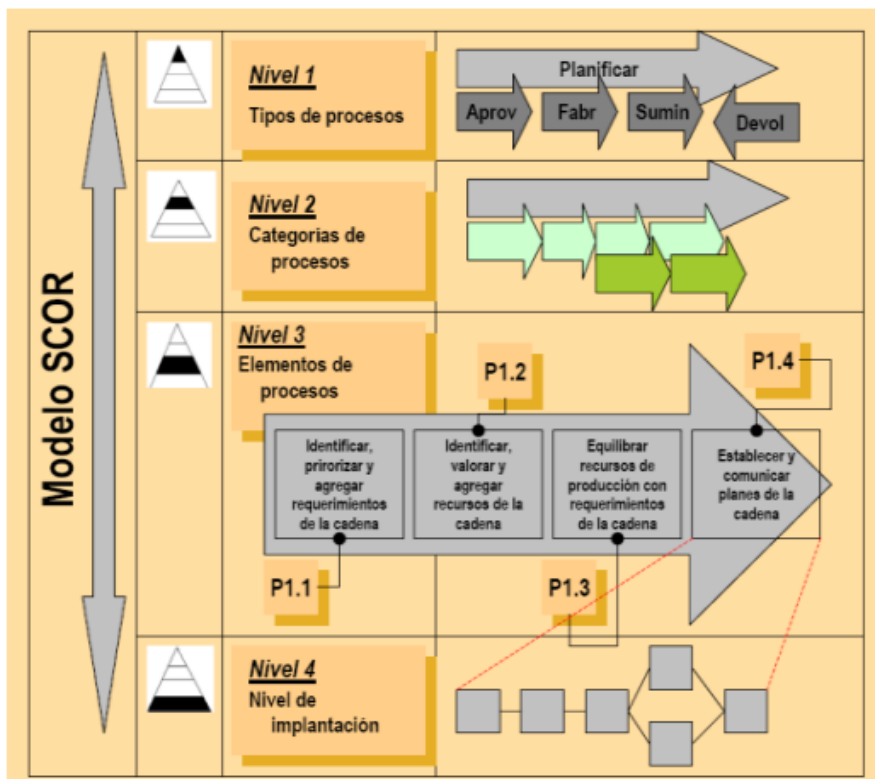 Modelo SCOR
Nivel 1
Tipos de procesos
Planificar
Aprov
Fabr
Sumin
Devol
Nivel 2
Categorias de
procesos
Nivel 3
Elementos de
procesos
P1.2
P1.4
Identificar,
prirorizar y
agregar
requerimientos
de la cadena
Identificar,
valorar y
agregar
recursos de la
cadena
Equilibrar
recursos de
producción con
requerimientos
de la cadena
Establecer y
comunicar
planes de la
cadena
P1.1
P1.3
Nivel 4
Nivel de
implantación